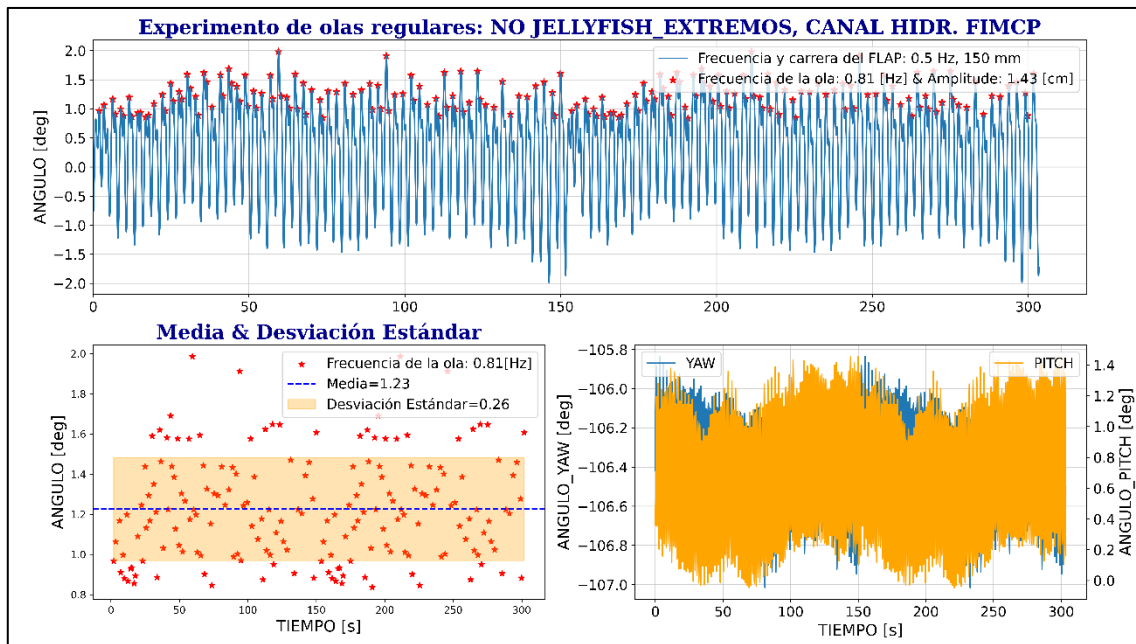 Experimento de olas regulares: NO JELLYFISH_EXTREMOS, CANAL HIDR. FIMCP
ANGULO [deg]
2.0
1.5
1.0
0.5
0.0
−0.5
−1.0
−1.5
−2.0
Frecuencia y carrera del FLAP: 0.5 Hz, 150 mm
Frecuencia de la ola: 0.81 [Hz] & Amplitude: 1.43 [cm]
0 50 100 150 200 250 300
TIEMPO [s]
Media & Desviación Estándar
ANGULO [deg]
2.0
1.8
1.6
1.4
1.2
1.0
0.8
Frecuencia de la ola: 0.81[Hz]
Media=1.23
Desviación Estándar=0.26
0 50 100 150 200 250 300
TIEMPO [s]
ANGULO_YAW [deg]
−105.8
−106.0
−106.2
−106.4
−106.6
−106.8
−107.0
YAW
PITCH
1.4
1.2
1.0
0.8
0.6
0.4
0.2
0.0
ANGULO_PITCH [deg]
0 50 100 150 200 250 300
TIEMPO [s]